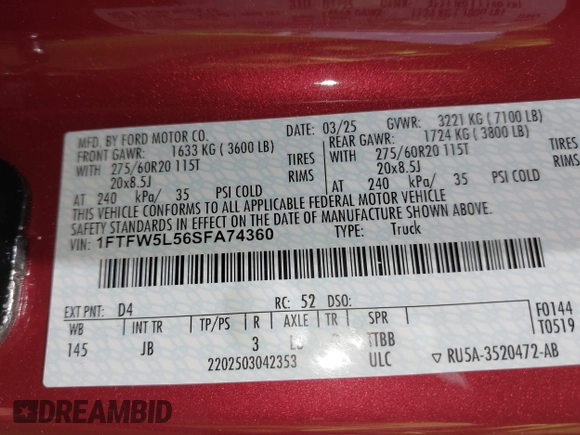 MFD. BY FORD MOTOR CO.
DATE: 03/25
GVWR: 3221 KG ( 7100 LB)
FRONT GAWR: 1633 KG ( 3600 LB)
REAR GAWR: 1724 KG ( 3800 LB)
WITH 275/60R20 115T TIRES
WITH 275/60R20 115T TIRES
20x8.5J RIMS
20x8.5J RIMS
AT 240 kPa/ 35 PSI COLD
AT 240 kPa/ 35 PSI COLD
THIS VEHICLE CONFORMS TO ALL APPLICABLE FEDERAL MOTOR VEHICLE
SAFETY STANDARDS IN EFFECT ON THE DATE OF MANUFACTURE SHOWN ABOVE.
VIN: 1FTFW5L56SFA74360
TYPE: Truck
EXT PNT: D4
RC: 52 DSO:
F0144
T0519
WB INT TR TP/PS R AXLE TR SPR
145 JB 3 TTBB
2202503042353 ULC
▽ RU5A-3520472-AB
DREAMBID